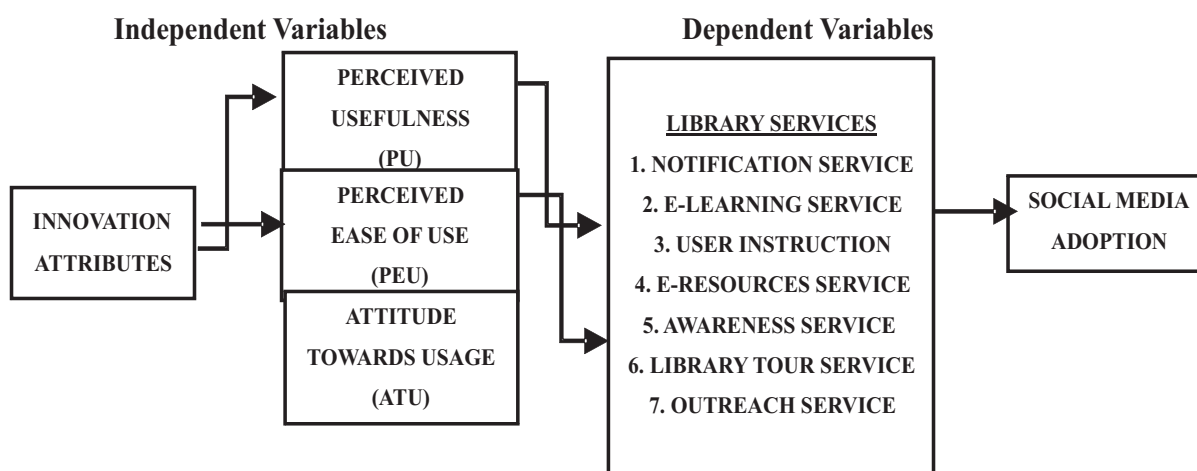 Independent Variables
Dependent Variables
INNOVATION
ATTRIBUTES
PERCEIVED
USEFULNESS
(PU)
PERCEIVED
EASE OF USE
(PEU)
ATTITUDE
TOWARDS USAGE
(ATU)
LIBRARY SERVICES
1. NOTIFICATION SERVICE
2. E-LEARNING SERVICE
3. USER INSTRUCTION
4. E-RESOURCES SERVICE
5. AWARENESS SERVICE
6. LIBRARY TOUR SERVICE
7. OUTREACH SERVICE
SOCIAL MEDIA
ADOPTION